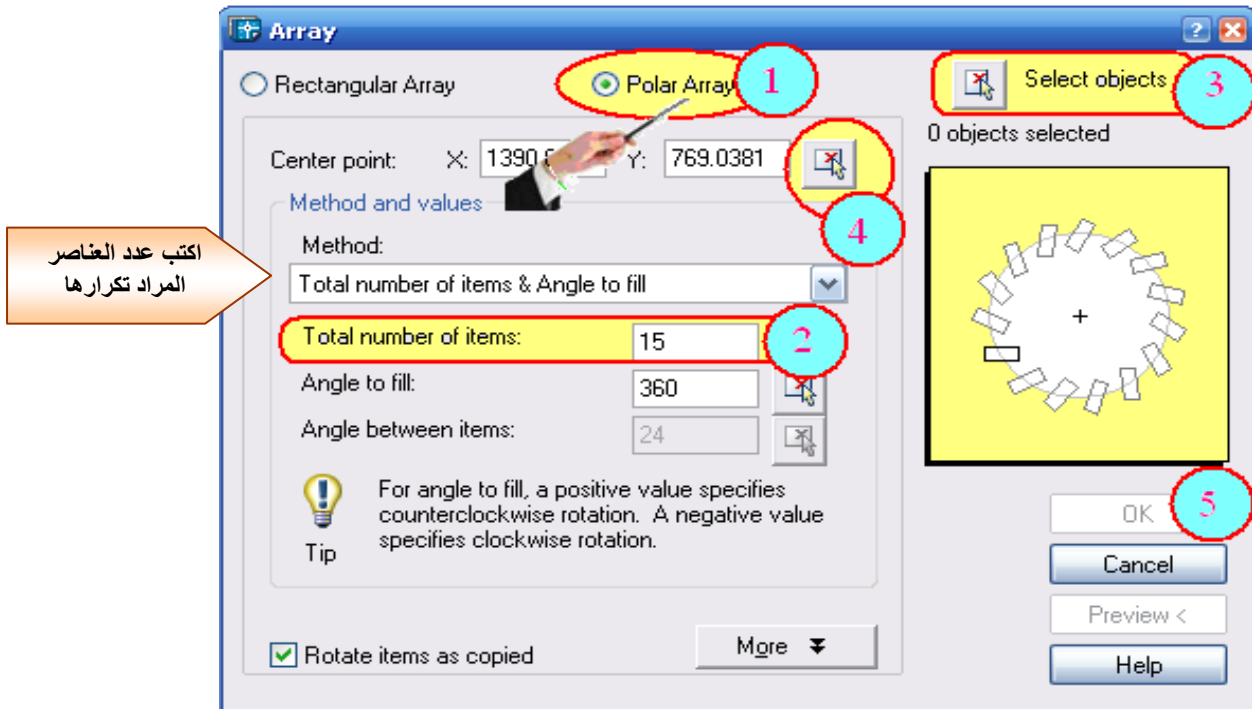 Array
Rectangular Array
Polar Array
1
Select objects
3
0 objects selected
Center point:
X:
Y:
769.0381
4
Method and values
اكتب عدد العناصر
المراد تكرارها
Method:
Total number of items & Angle to fill
Total number of items:
15
2
Angle to fill:
360
Angle between items:
24
For angle to fill, a positive value specifies
counterclockwise rotation. A negative value
specifies clockwise rotation.
Tip
OK
5
Cancel
Preview <
Help
Rotate items as copied
More